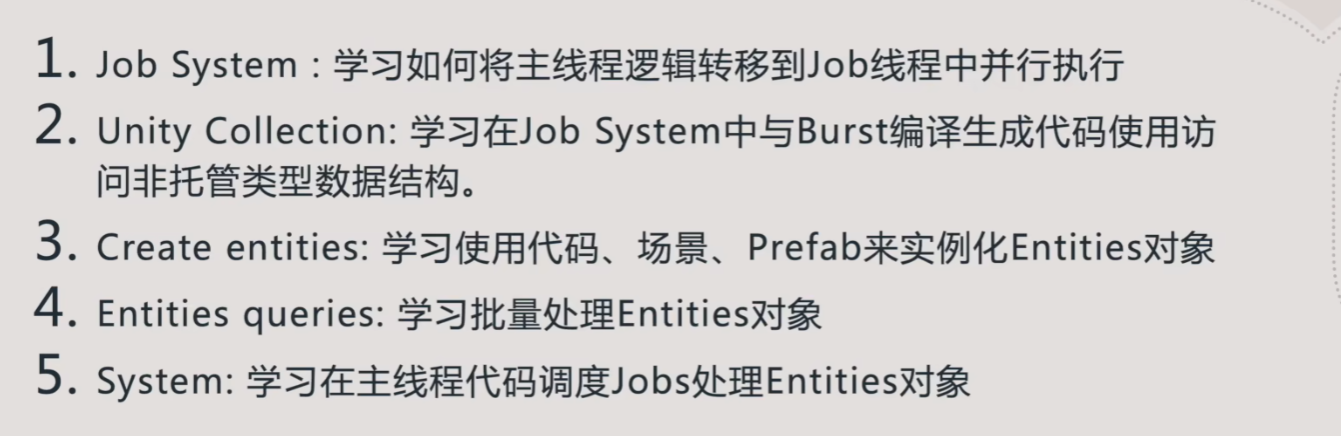 1. Job System : 学习如何将主线程逻辑转移到Job线程中并行执行
2. Unity Collection: 学习在Job System中与Burst编译生成代码使用访
问非托管类型数据结构。
3. Create entities: 学习使用代码、场景、Prefab来实例化Entities对象
4. Entities queries: 学习批量处理Entities对象
5. System: 学习在主线程代码调度Jobs处理Entities对象